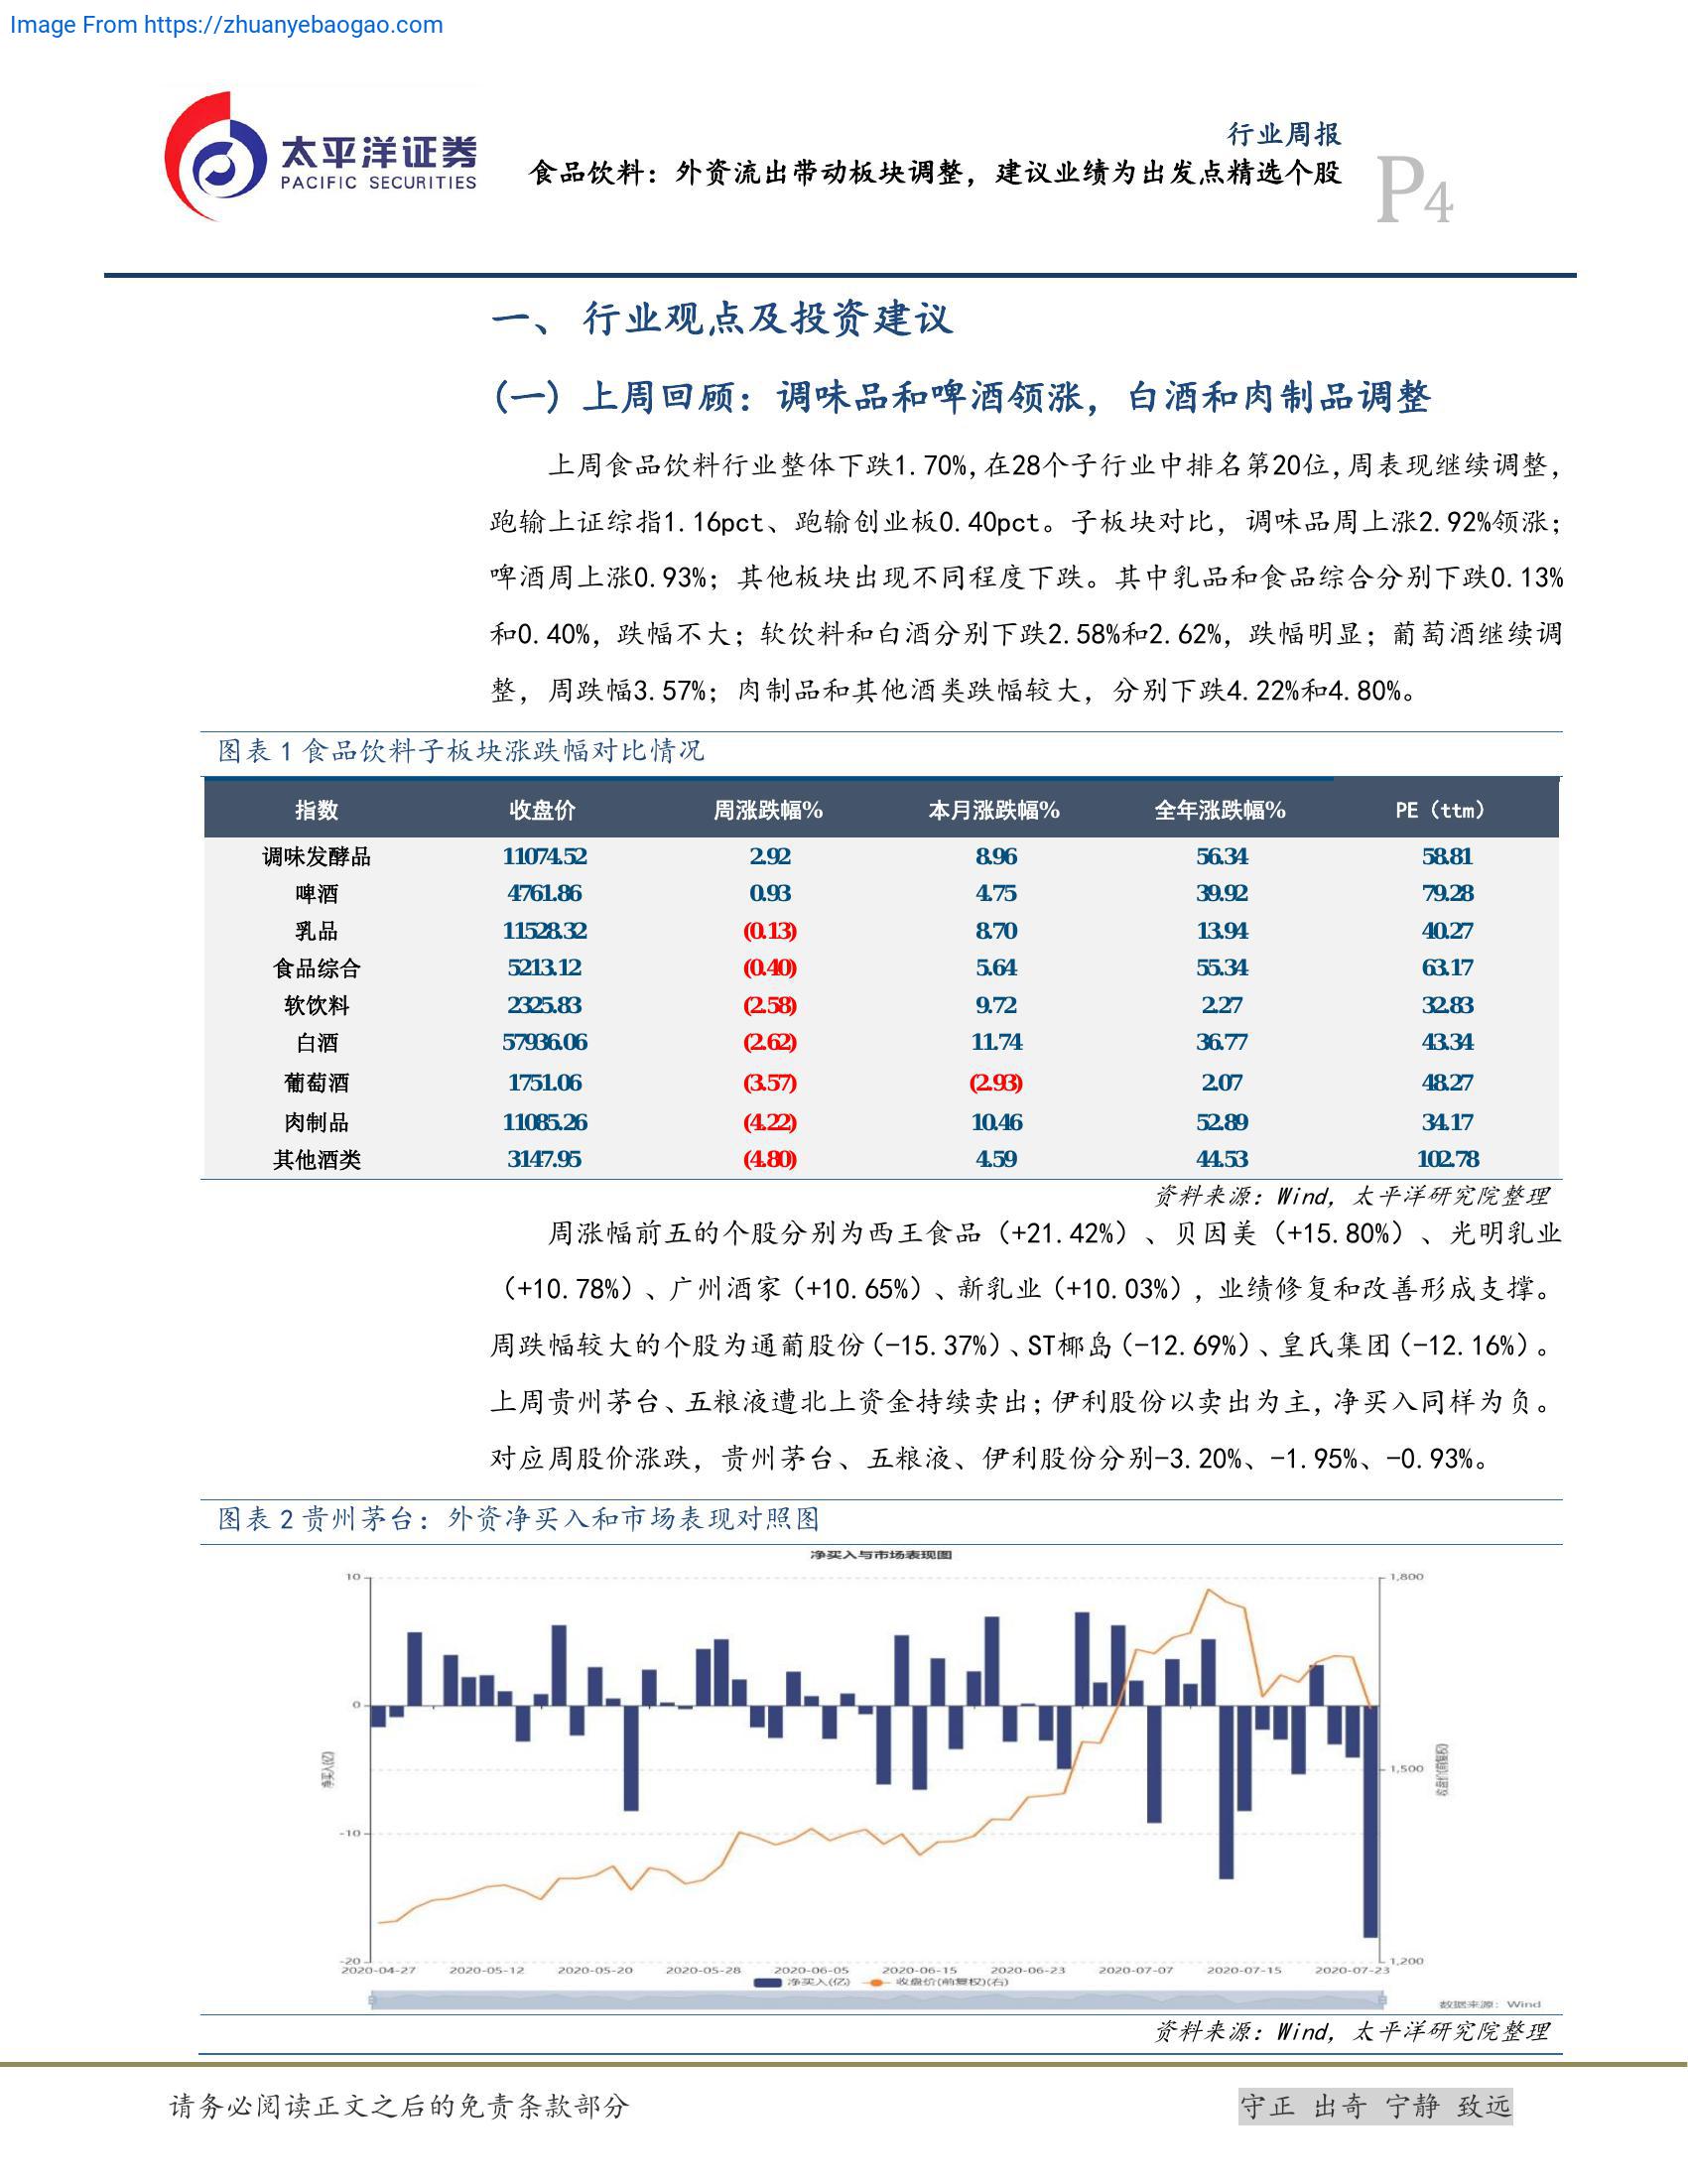 Image From https://zhuanyebaogao.com
太平洋证券
PACIFIC SECURITIES
行业周报
食品饮料：外资流出带动板块调整，建议业绩为出发点精选个股
P4
一、 行业观点及投资建议
(一) 上周回顾：调味品和啤酒领涨，白酒和肉制品调整
上周食品饮料行业整体下跌1.70%,在28个子行业中排名第20位,周表现继续调整，
跑输上证综指1.16pct、跑输创业板0.40pct。子板块对比，调味品周上涨2.92%领涨；
啤酒周上涨0.93%；其他板块出现不同程度下跌。其中乳品和食品综合分别下跌0.13%
和0.40%，跌幅不大；软饮料和白酒分别下跌2.58%和2.62%，跌幅明显；葡萄酒继续调
整，周跌幅3.57%；肉制品和其他酒类跌幅较大，分别下跌4.22%和4.80%。
图表 1 食品饮料子板块涨跌幅对比情况
指数 收盘价 周涨跌幅% 本月涨跌幅% 全年涨跌幅% PE（ttm）
调味发酵品 11074.52 2.92 8.96 56.34 58.81
啤酒 4761.86 0.93 4.75 39.92 79.28
乳品 11528.32 (0.13) 8.70 13.94 40.27
食品综合 5213.12 (0.40) 5.64 55.34 63.17
软饮料 2325.83 (2.58) 9.72 2.27 32.83
白酒 57936.06 (2.62) 11.74 36.77 43.34
葡萄酒 1751.06 (3.57) (2.93) 2.07 48.27
肉制品 11085.26 (4.22) 10.46 52.89 34.17
其他酒类 3147.95 (4.80) 4.59 44.53 102.78
资料来源：Wind，太平洋研究院整理
周涨幅前五的个股分别为西王食品（+21.42%）、贝因美（+15.80%）、光明乳业
（+10.78%）、广州酒家（+10.65%）、新乳业（+10.03%）, 业绩修复和改善形成支撑。
周跌幅较大的个股为通葡股份（-15.37%）、ST椰岛（-12.69%）、皇氏集团（-12.16%）。
上周贵州茅台、五粮液遭北上资金持续卖出；伊利股份以卖出为主, 净买入同样为负。
对应周股价涨跌，贵州茅台、五粮液、伊利股份分别-3.20%、-1.95%、-0.93%。
图表 2 贵州茅台：外资净买入和市场表现对照图
净买入与市场表现图
10
0
-10
-20
净买入(亿)
1,800
1,500
1,200
收盘价(前复权)
2020-04-27 2020-05-12 2020-05-20 2020-05-28 2020-06-05 2020-06-15 2020-06-23 2020-07-07 2020-07-15 2020-07-23
净买入(亿) 收盘价(前复权)(右)
数据来源：Wind
资料来源：Wind，太平洋研究院整理
请务必阅读正文之后的免责条款部分
守正 出奇 宁静 致远